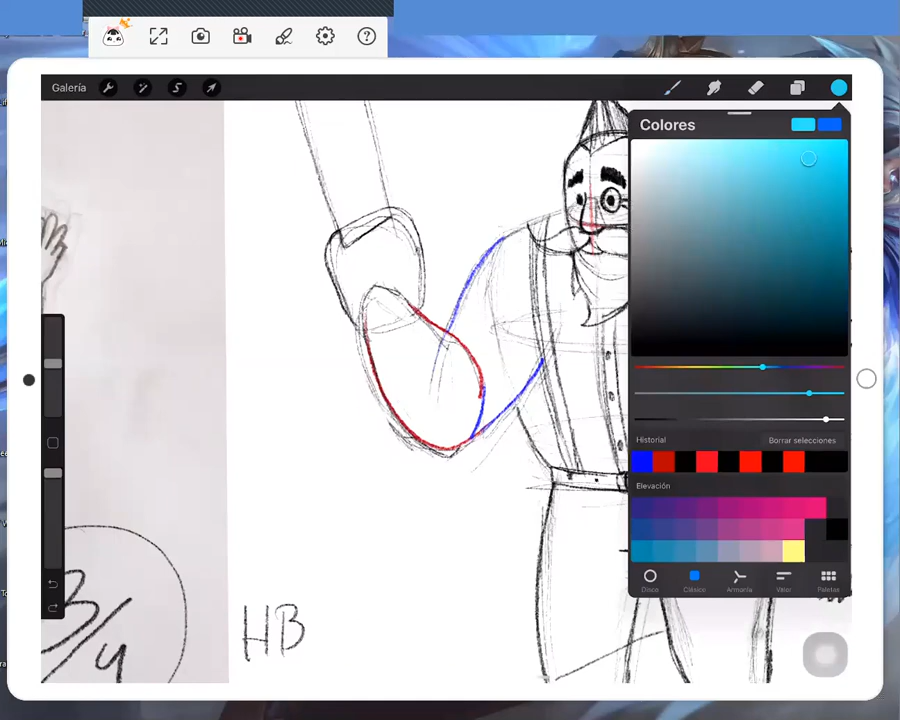 Galería
Colores
Historial
Borrar selecciones
Elevación
Disco
Clásico
Armonía
Valor
Paletas
3/4
HB